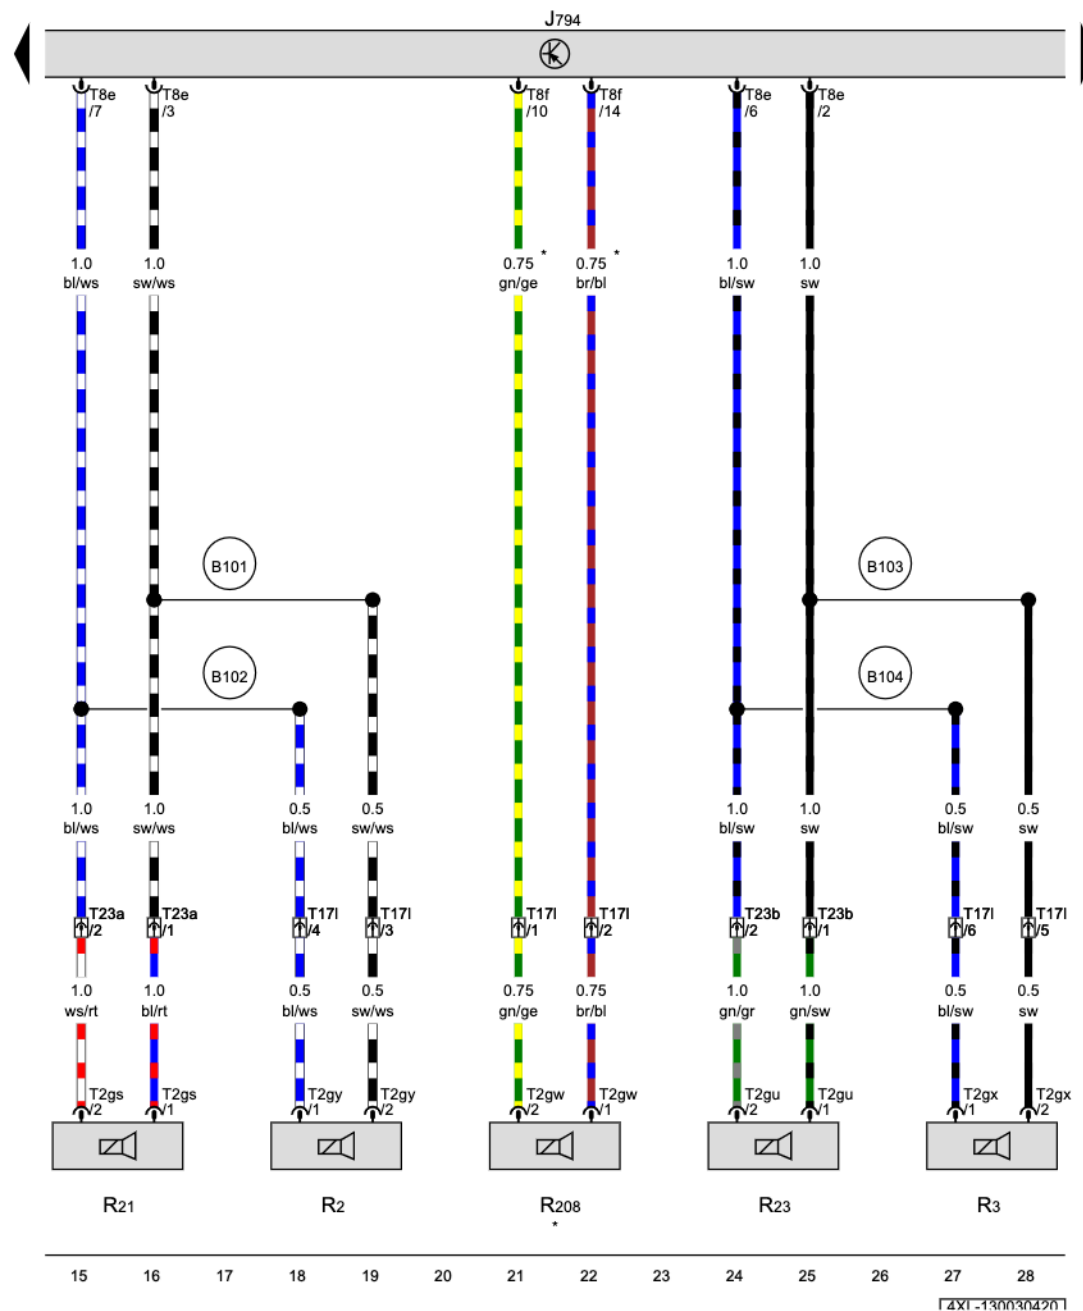 J794
T8e T8e T8f T8f T8e T8e
/7 /3 /10 /14 /6 /2
* *
1.0 1.0 0.75 0.75 1.0 1.0
bl/ws sw/ws gn/ge br/bl bl/sw sw
B101 B103
B102 B104
1.0 1.0 0.5 0.5 1.0 1.0 0.5 0.5
bl/ws sw/ws bl/ws sw/ws bl/sw sw bl/sw sw
T23a T23a T17l T17l T17l T17l T23b T23b T17l T17l
/2 /1 /4 /3 /1 /2 /2 /1 /6 /5
1.0 1.0 0.5 0.5 0.75 0.75 1.0 1.0 0.5 0.5
ws/rt bl/rt bl/ws sw/ws gn/ge br/bl gn/gr gn/sw bl/sw sw
T2gs T2gs T2gy T2gy T2gw T2gw T2gu T2gu T2gx T2gx
/2 /1 /1 /2 /2 /1 /2 /1 /1 /2
R21 R2 R208 R23 R3
*
15 16 17 18 19 20 21 22 23 24 25 26 27 28
4XL-130030420